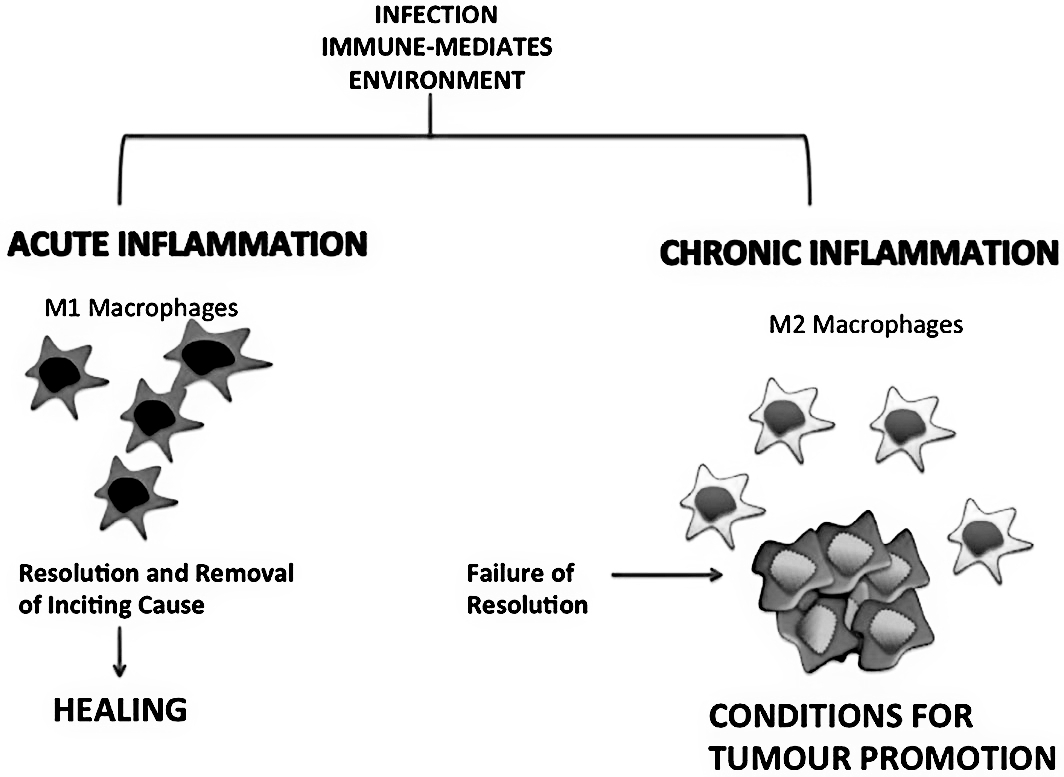 INFECTION
IMMUNE-MEDIATES
ENVIRONMENT
ACUTE INFLAMMATION
M1 Macrophages
Resolution and Removal
of Inciting Cause
HEALING
CHRONIC INFLAMMATION
M2 Macrophages
Failure of
Resolution
CONDITIONS FOR
TUMOUR PROMOTION